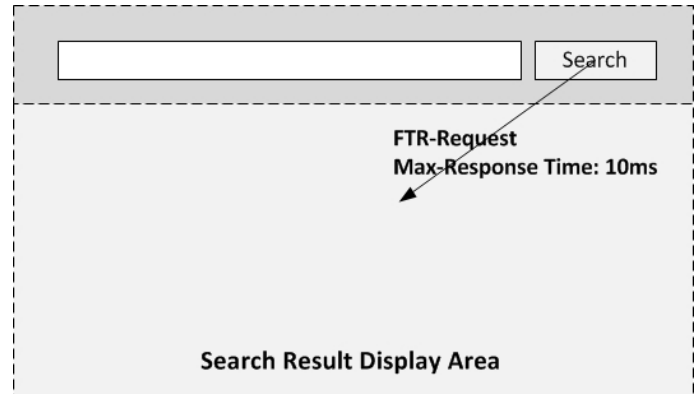 Search
FTR-Request
Max-Response Time: 10ms
Search Result Display Area